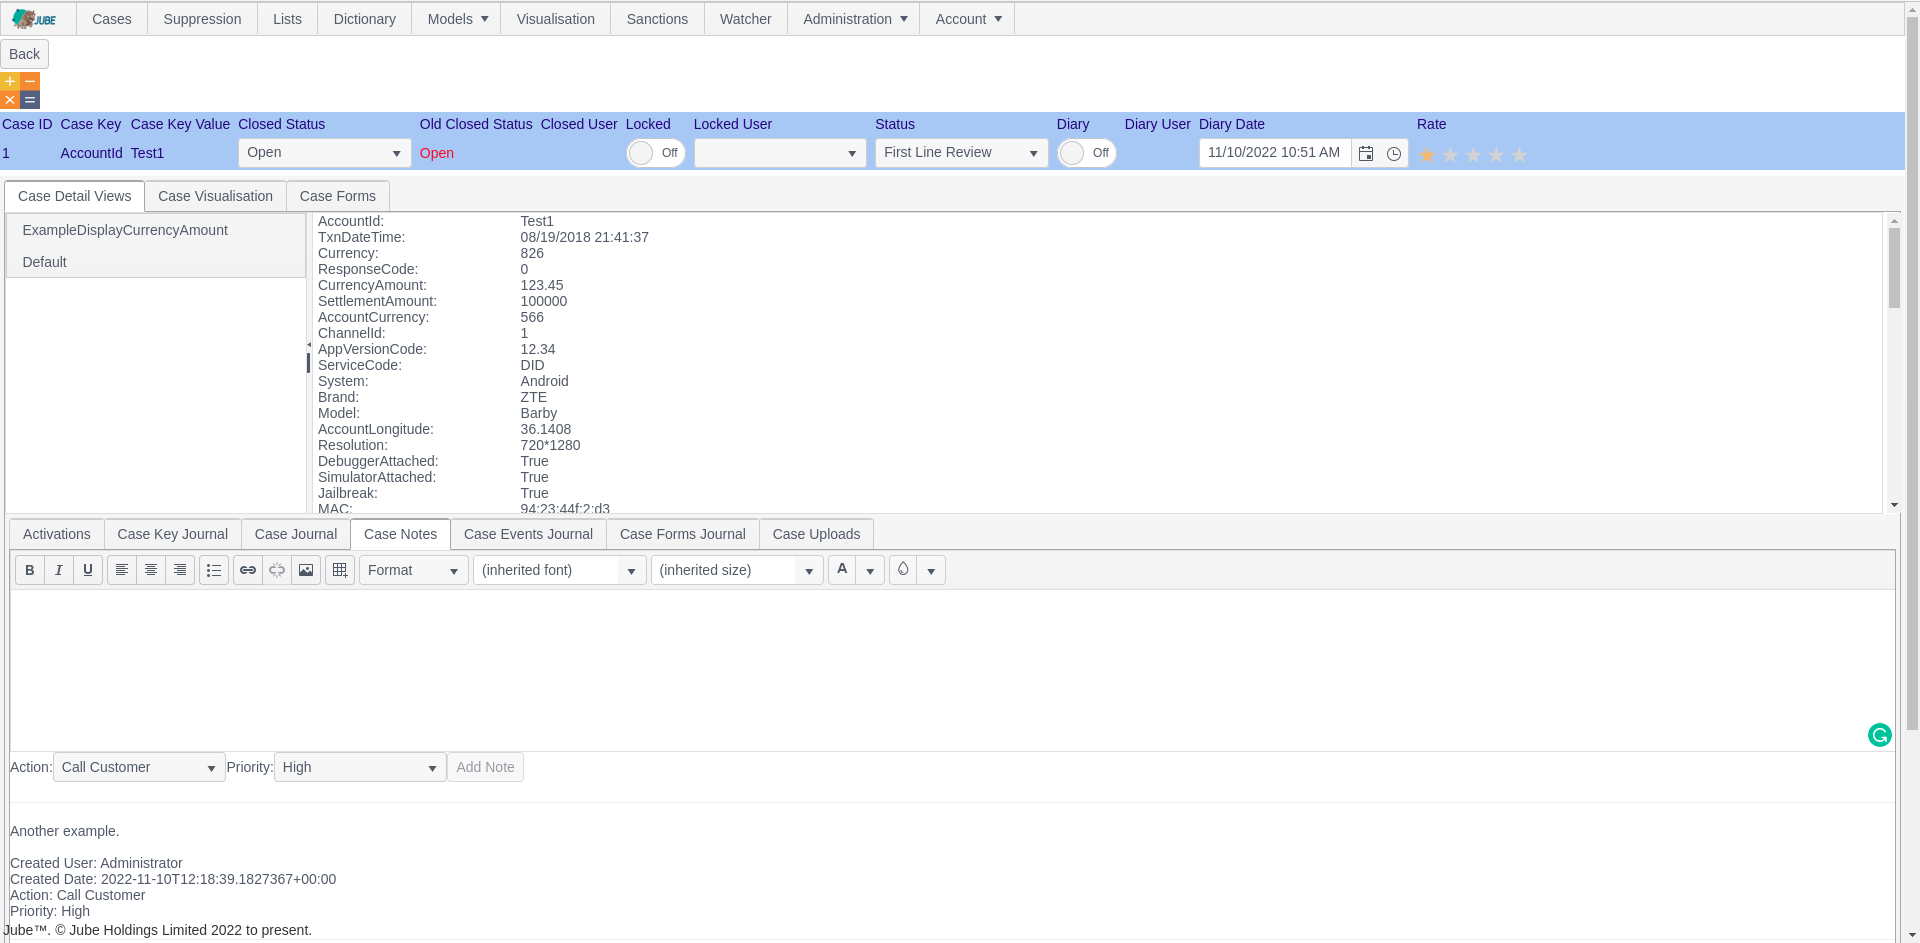 JUBE Cases Suppression Lists Dictionary Models Visualisation Sanctions Watcher Administration Account
Back
Case ID Case Key Case Key Value Closed Status Old Closed Status Closed User Locked Locked User Status Diary Diary User Diary Date Rate
1 AccountId Test1 Open Open Off First Line Review Off 11/10/2022 10:51 AM
Case Detail Views Case Visualisation Case Forms
ExampleDisplayCurrencyAmount
Default
AccountId: Test1
TxnDateTime: 08/19/2018 21:41:37
Currency: 826
ResponseCode: 0
CurrencyAmount: 123.45
SettlementAmount: 100000
AccountCurrency: 566
ChannelId: 1
AppVersionCode: 12.34
ServiceCode: DID
System: Android
Brand: ZTE
Model: Barby
AccountLongitude: 36.1408
Resolution: 720*1280
DebuggerAttached: True
SimulatorAttached: True
Jailbreak: True
MAC: 94:23:44f:2:d3
Activations Case Key Journal Case Journal Case Notes Case Events Journal Case Forms Journal Case Uploads
B I U Format (inherited font) (inherited size) A
Action: Call Customer Priority: High Add Note
Another example.
Created User: Administrator
Created Date: 2022-11-10T12:18:39.1827367+00:00
Action: Call Customer
Priority: High
Jube™. © Jube Holdings Limited 2022 to present.